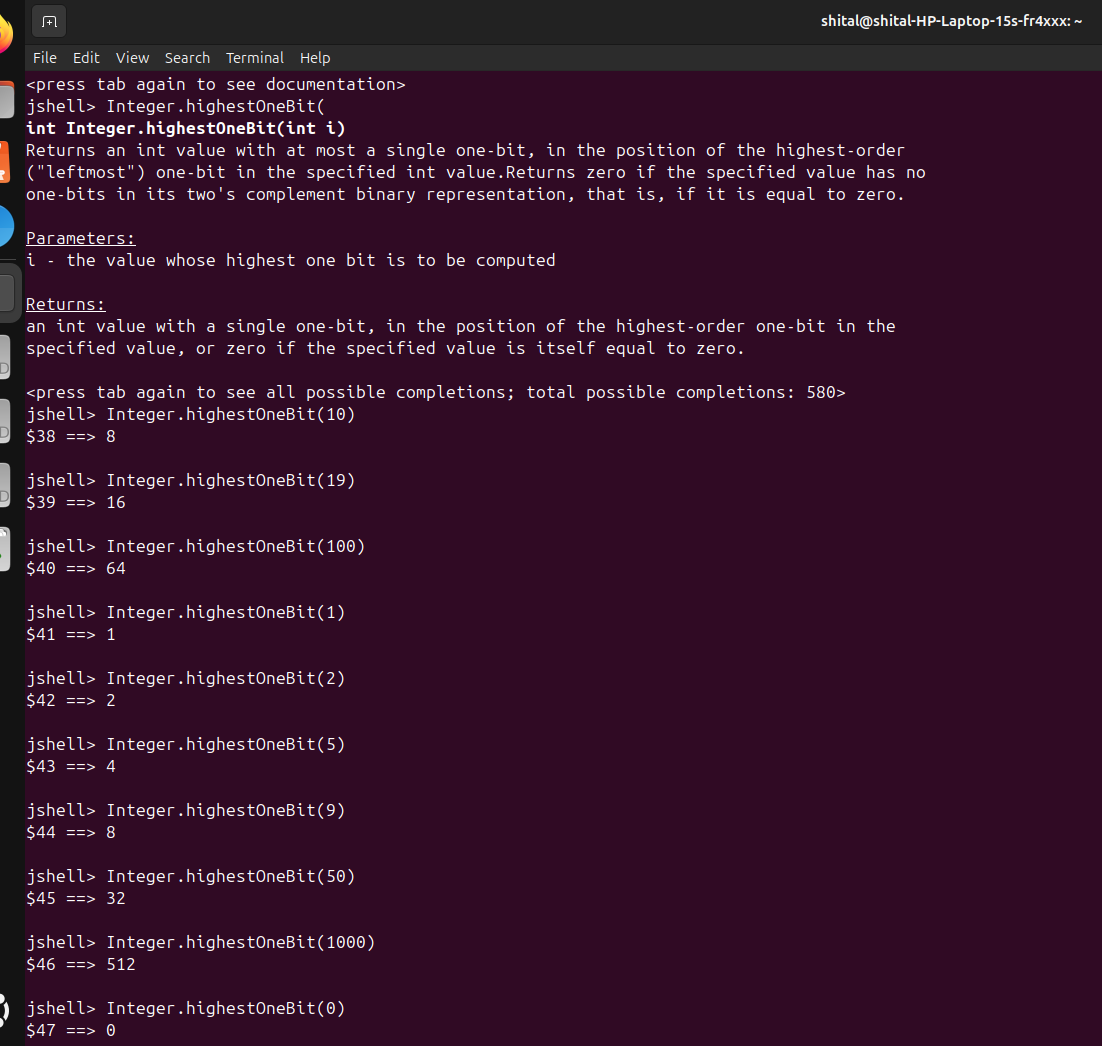 shital@shital-HP-Laptop-15s-fr4xxx: ~
File Edit View Search Terminal Help
<press tab again to see documentation>
jshell> Integer.highestOneBit(
int Integer.highestOneBit(int i)
Returns an int value with at most a single one-bit, in the position of the highest-order
("leftmost") one-bit in the specified int value.Returns zero if the specified value has no
one-bits in its two's complement binary representation, that is, if it is equal to zero.
Parameters:
i - the value whose highest one bit is to be computed
Returns:
an int value with a single one-bit, in the position of the highest-order one-bit in the
specified value, or zero if the specified value is itself equal to zero.
<press tab again to see all possible completions; total possible completions: 580>
jshell> Integer.highestOneBit(10)
$38 ==> 8
jshell> Integer.highestOneBit(19)
$39 ==> 16
jshell> Integer.highestOneBit(100)
$40 ==> 64
jshell> Integer.highestOneBit(1)
$41 ==> 1
jshell> Integer.highestOneBit(2)
$42 ==> 2
jshell> Integer.highestOneBit(5)
$43 ==> 4
jshell> Integer.highestOneBit(9)
$44 ==> 8
jshell> Integer.highestOneBit(50)
$45 ==> 32
jshell> Integer.highestOneBit(1000)
$46 ==> 512
jshell> Integer.highestOneBit(0)
$47 ==> 0